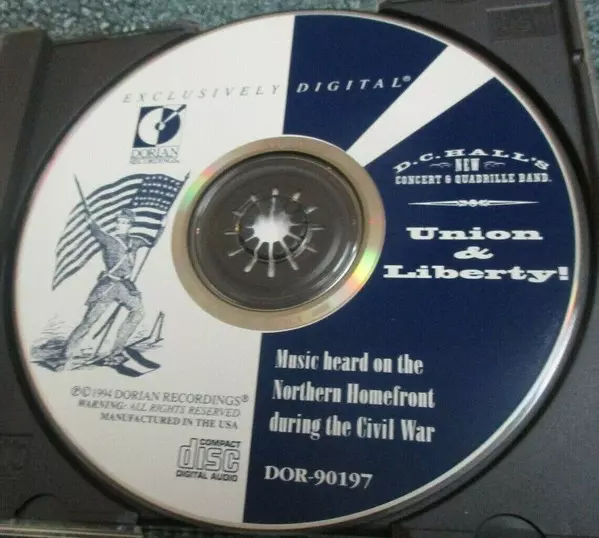 EXCLUSIVELY DIGITAL®
DORIAN
RECORDINGS®
D.C. HALL'S
NEW
CONCERT & QUADRILLE BAND.
Union
&
Liberty!
Music heard on the
Northern Homefront
during the Civil War
DOR-90197
℗©1994 DORIAN RECORDINGS®
WARNING: ALL RIGHTS RESERVED
MANUFACTURED IN THE USA
COMPACT
disc
DIGITAL AUDIO